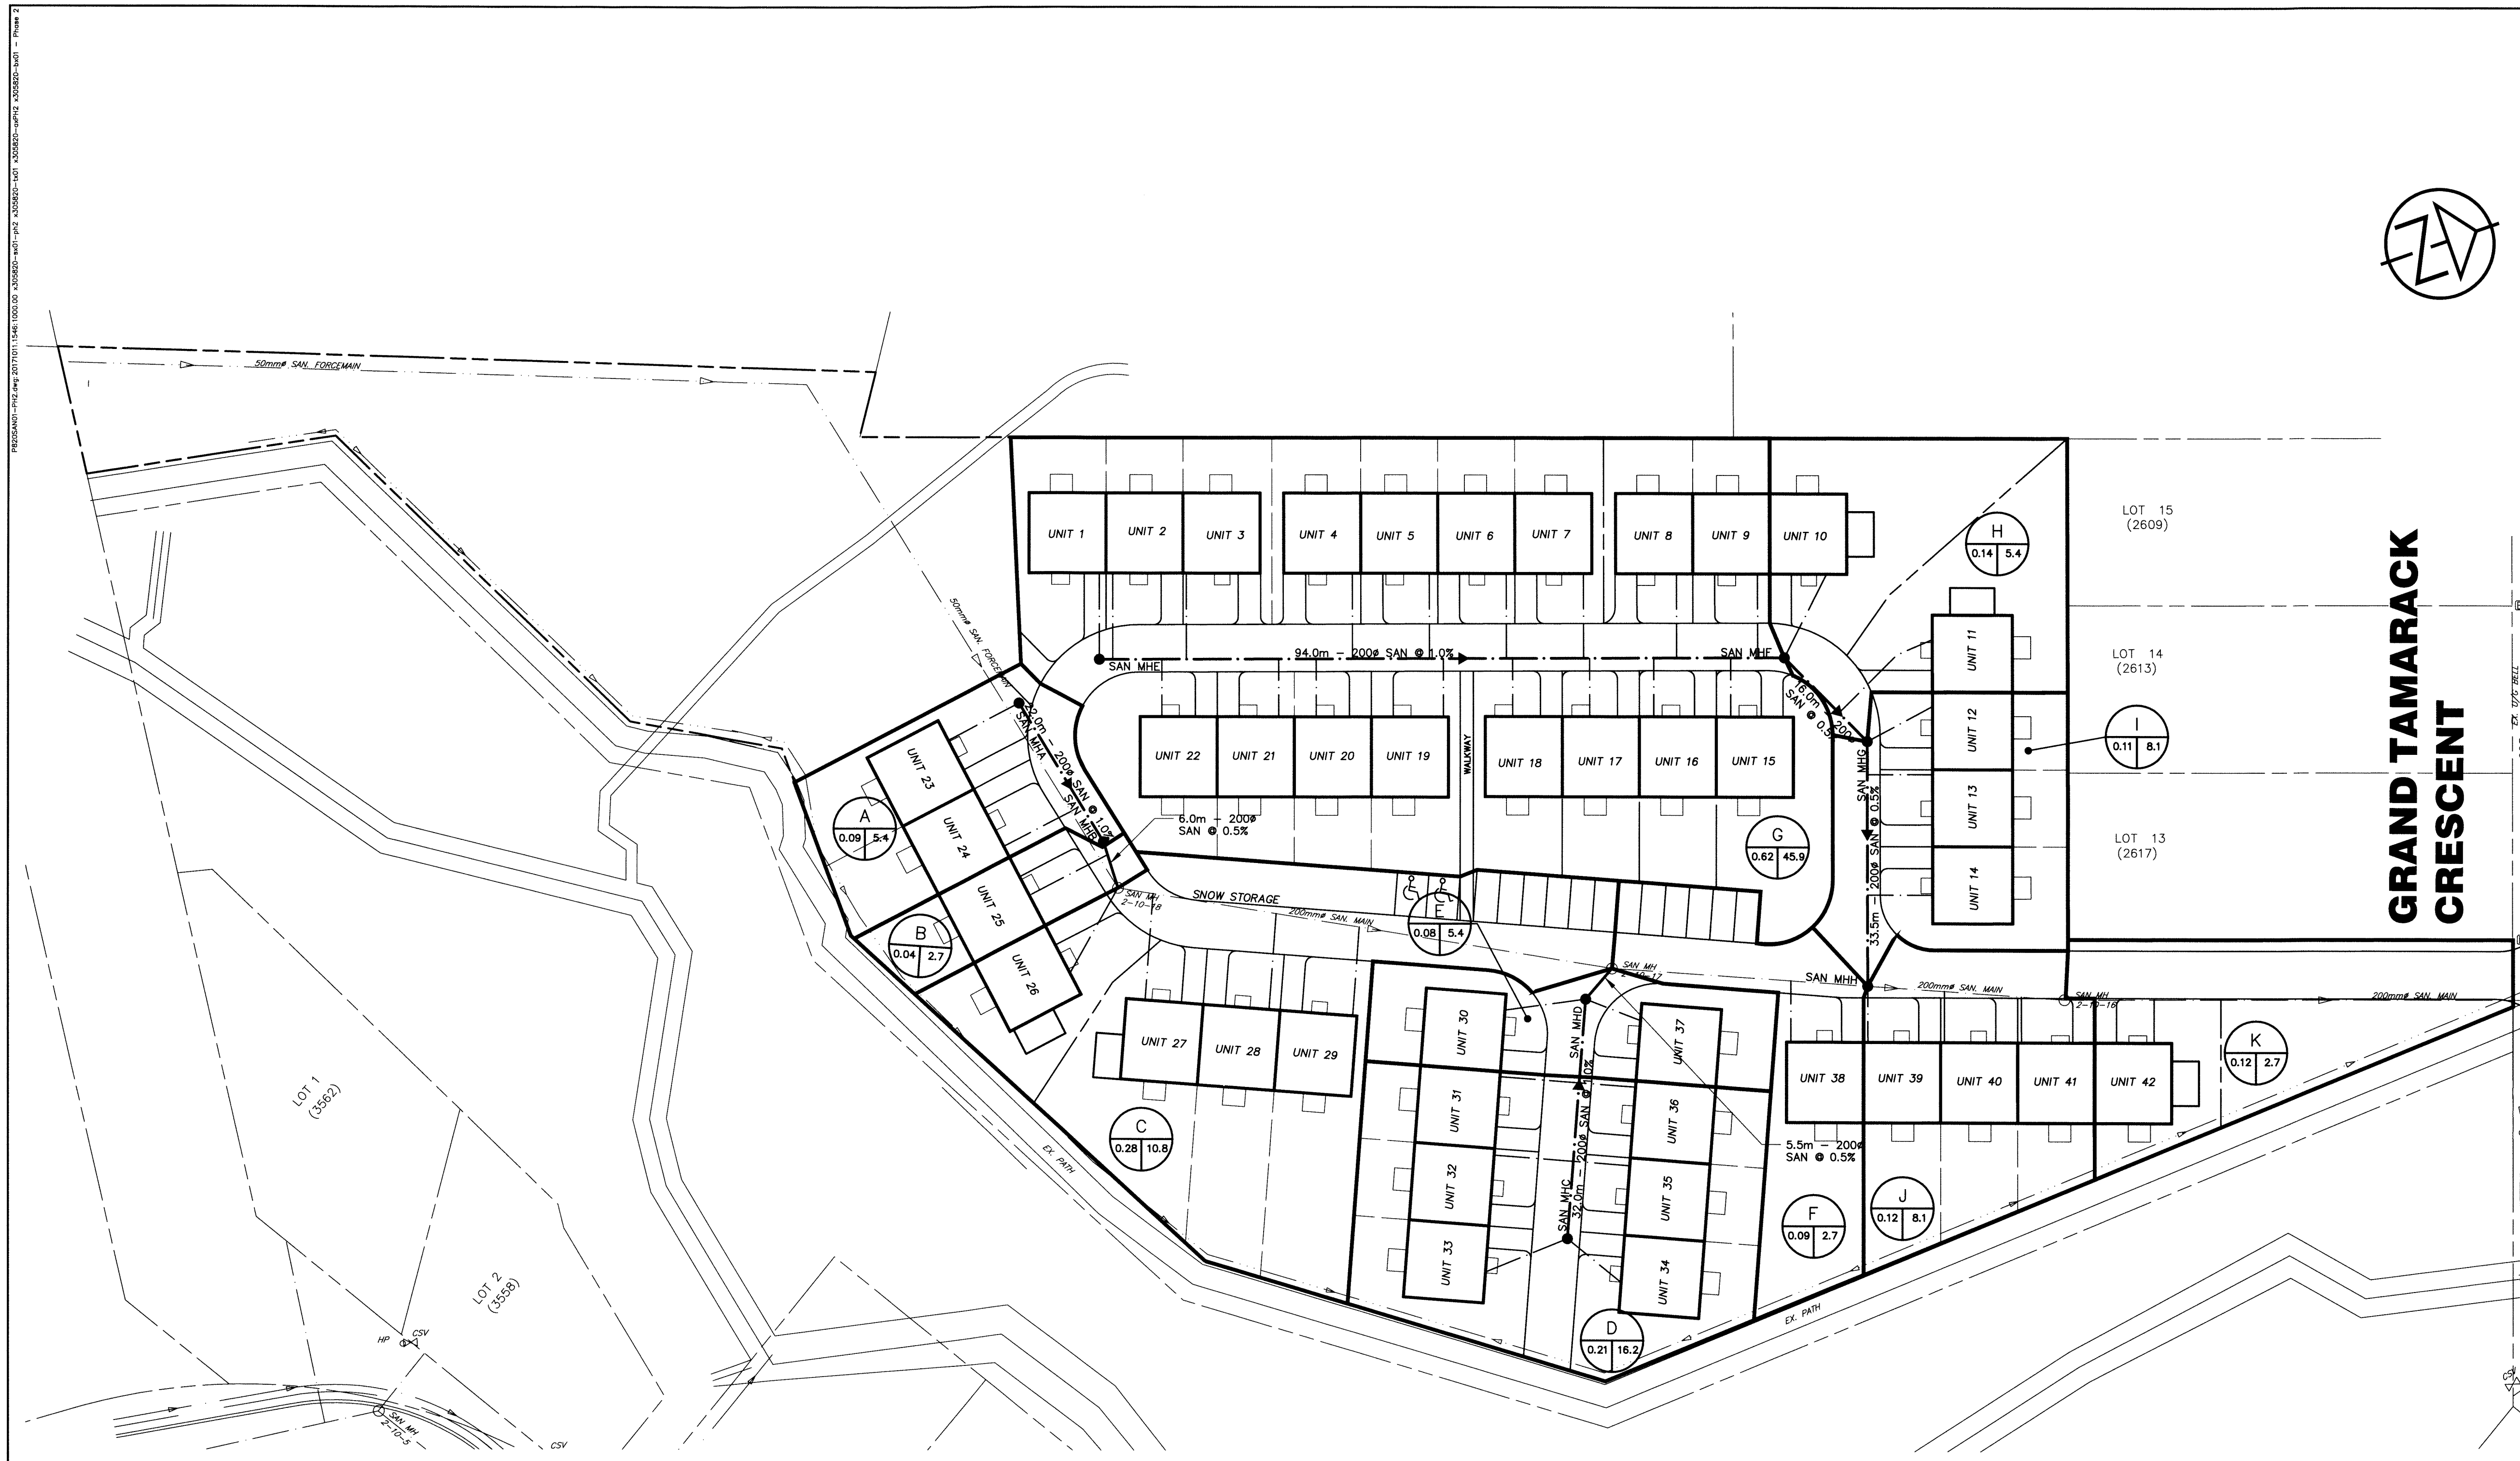 P820SAN01-PH2.dwg:20171011.1546:1000.00 x305820-sx01-ph2 x305820-tx01 x305820-axPH2 x305820-bx01 - Phase 2
50mmø SAN. FORCEMAIN
50mmø SAN. FORCEMAIN
GRAND TAMARACK
CRESCENT
LOT 15
(2609)
LOT 14
(2613)
LOT 13
(2617)
UNIT 1
UNIT 2
UNIT 3
UNIT 4
UNIT 5
UNIT 6
UNIT 7
UNIT 8
UNIT 9
UNIT 10
H
0.14 5.4
UNIT 11
UNIT 12
UNIT 13
UNIT 14
I
0.11 8.1
SAN MHE
94.0m - 200ø SAN @ 1.0%
SAN MHF
16.0m - 200ø
SAN @ 0.5%
SAN MHG
33.5m - 200ø SAN @ 0.5%
UNIT 22
UNIT 21
UNIT 20
UNIT 19
WALKWAY
UNIT 18
UNIT 17
UNIT 16
UNIT 15
22.0m - 200ø SAN @ 1.0%
SAN MHA
SAN MHB
6.0m - 200ø
SAN @ 0.5%
UNIT 23
UNIT 24
UNIT 25
UNIT 26
A
0.09 5.4
B
0.04 2.7
G
0.62 45.9
SAN MH
2-10-18
SNOW STORAGE
200mmø SAN. MAIN
E
0.08 5.4
SAN MH
2-10-17
SAN MHH
200mmø SAN. MAIN
SAN MH
2-10-16
200mmø SAN. MAIN
UNIT 27
UNIT 28
UNIT 29
C
0.28 10.8
UNIT 30
UNIT 31
UNIT 32
UNIT 33
SAN MHD
32.0m - 200ø SAN @ 1.0%
SAN MHC
UNIT 37
UNIT 36
UNIT 35
UNIT 34
5.5m - 200ø
SAN @ 0.5%
UNIT 38
UNIT 39
UNIT 40
UNIT 41
UNIT 42
K
0.12 2.7
F
0.09 2.7
J
0.12 8.1
D
0.21 16.2
EX. PATH
EX. PATH
LOT 1
(3562)
LOT 2
(3558)
HP
CSV
SAN MH
2-10-5
CSV
CSV